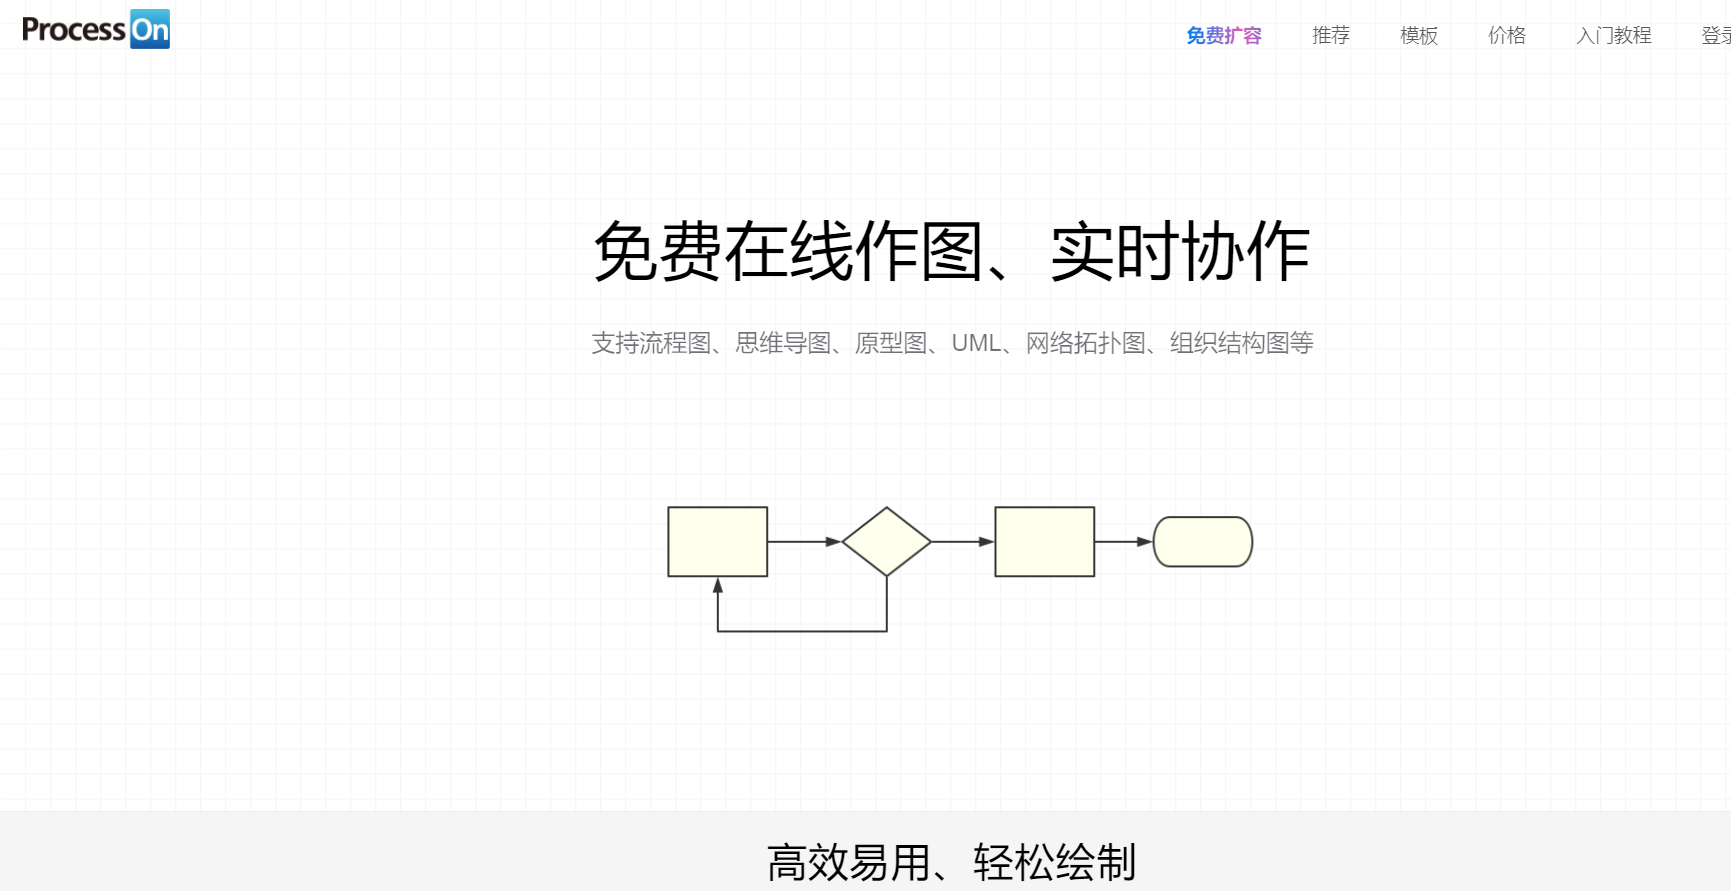 ProcessOn
免费扩容 推荐 模板 价格 入门教程 登录
免费在线作图、实时协作
支持流程图、思维导图、原型图、UML、网络拓扑图、组织结构图等
高效易用、轻松绘制